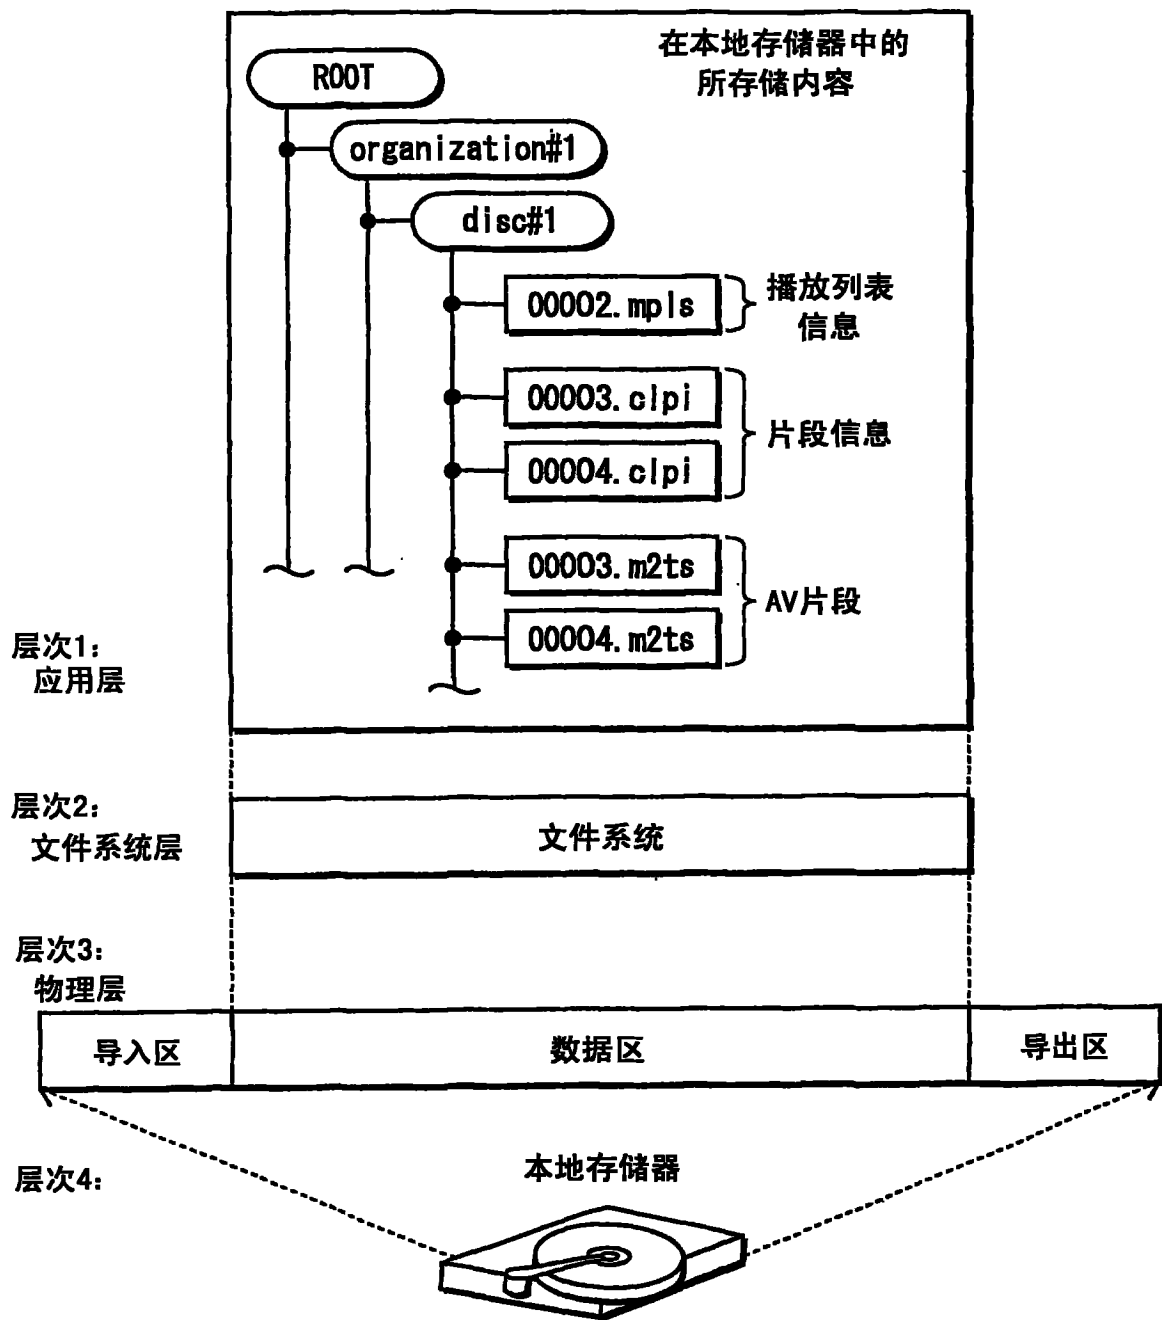 在本地存储器中的
所存储内容
ROOT
organization#1
disc#1
00002.mpls
播放列表
信息
00003.clpi
00004.clpi
片段信息
00003.m2ts
00004.m2ts
AV片段
层次1:
应用层
层次2:
文件系统层
文件系统
层次3:
物理层
导入区
数据区
导出区
层次4:
本地存储器